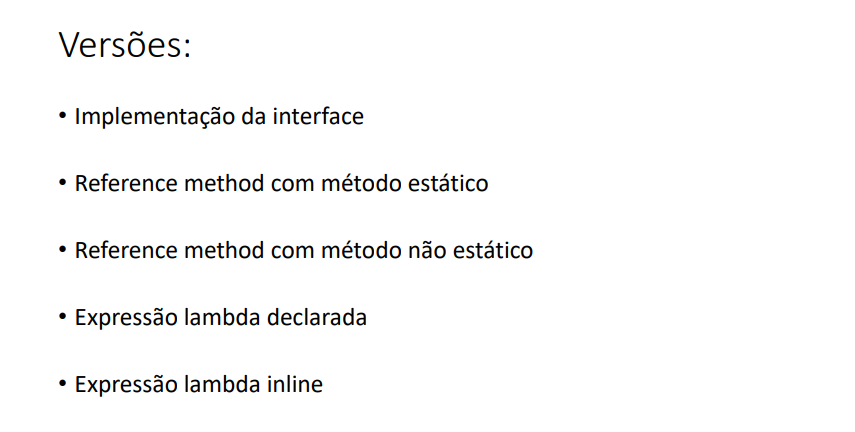 Versões:
• Implementação da interface
• Reference method com método estático
• Reference method com método não estático
• Expressão lambda declarada
• Expressão lambda inline